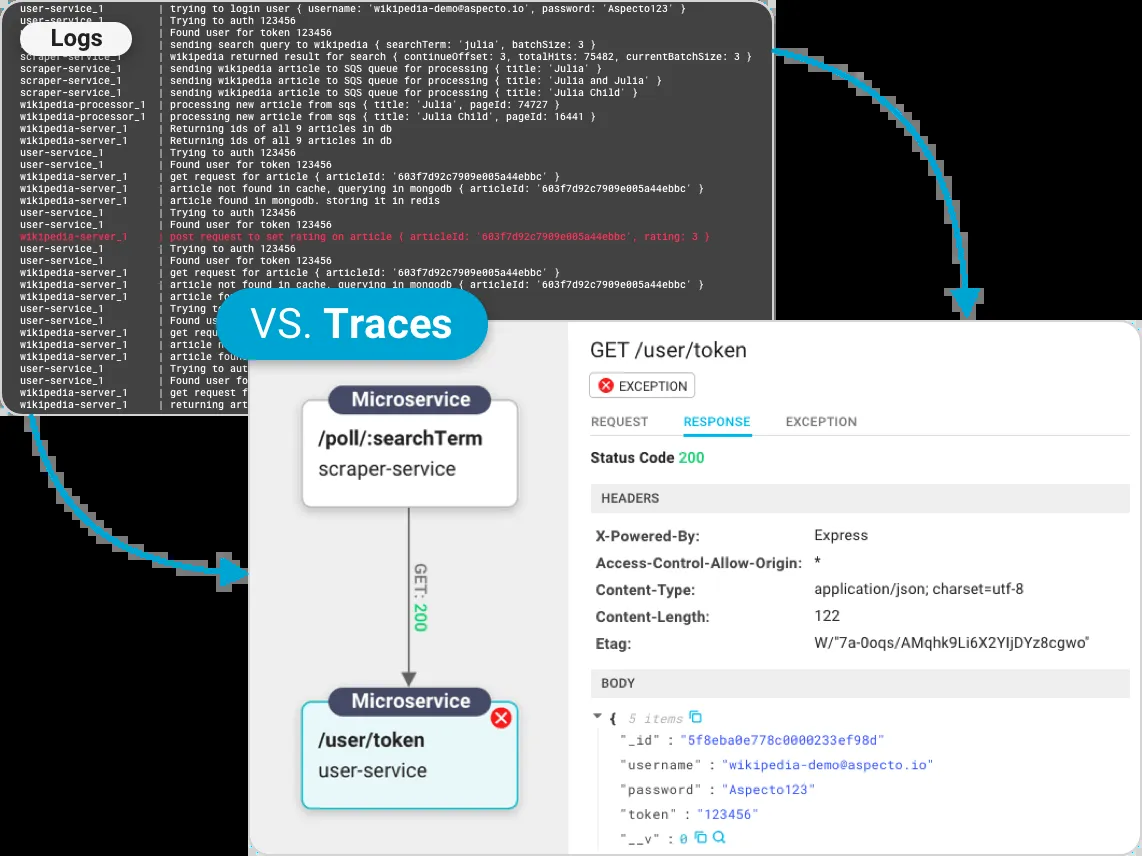 user-service_1 | trying to login user { username: 'wikipedia-demo@aspecto.io', password: 'Aspecto123' }
user-service_1 | Trying to auth 123456
| Found user for token 123456
Logs
| sending search query to wikipedia { searchTerm: 'julia', batchSize: 3 }
scraper-service_1 | wikipedia returned result for search { continueOffset: 3, totalHits: 75482, currentBatchSize: 3 }
scraper-service_1 | sending wikipedia article to SQS queue for processing { title: 'Julia' }
scraper-service_1 | sending wikipedia article to SQS queue for processing { title: 'Julia and Julia' }
scraper-service_1 | sending wikipedia article to SQS queue for processing { title: 'Julia Child' }
wikipedia-processor_1 | processing new article from sqs { title: 'Julia', pageId: 74727 }
wikipedia-processor_1 | processing new article from sqs { title: 'Julia Child', pageId: 16441 }
wikipedia-server_1 | Returning ids of all 9 articles in db
wikipedia-server_1 | Returning ids of all 9 articles in db
user-service_1 | Trying to auth 123456
user-service_1 | Found user for token 123456
wikipedia-server_1 | get request for article { articleId: '603f7d92c7909e005a44ebbc' }
wikipedia-server_1 | article not found in cache, querying in mongodb { articleId: '603f7d92c7909e005a44ebbc' }
wikipedia-server_1 | article found in mongodb. storing it in redis
user-service_1 | Trying to auth 123456
user-service_1 | Found user for token 123456
wikipedia-server_1 | post request to set rating on article { articleId: '603f7d92c7909e005a44ebbc', rating: 3 }
user-service_1 | Trying to auth 123456
user-service_1 | Found user for token 123456
wikipedia-server_1 | get request for article { articleId: '603f7d92c7909e005a44ebbc' }
wikipedia-server_1 | article not found in cache, querying in mongodb { articleId: '603f7d92c7909e005a44ebbc' }
wikipedia-server_1 | article fo
user-service_1 | Trying t
user-service_1 | Found us
wikipedia-server_1 | get requ
wikipedia-server_1 | article n
wikipedia-server_1 | article foun
user-service_1 | Trying to aut
user-service_1 | Found user fo
wikipedia-server_1 | get request f
wikipedia-server_1 | returning art
VS. Traces
Microservice
/poll/:searchTerm
scraper-service
GET: 200
Microservice
/user/token
user-service
GET /user/token
EXCEPTION
REQUEST RESPONSE EXCEPTION
Status Code 200
HEADERS
X-Powered-By: Express
Access-Control-Allow-Origin: *
Content-Type: application/json; charset=utf-8
Content-Length: 122
Etag: W/"7a-0oqs/AMqhk9Li6X2YIjDYz8cgwo"
BODY
{ 5 items
"_id" : "5f8eba0e778c0000233ef98d"
"username" : "wikipedia-demo@aspecto.io"
"password" : "Aspecto123"
"token" : "123456"
"__v" : 0